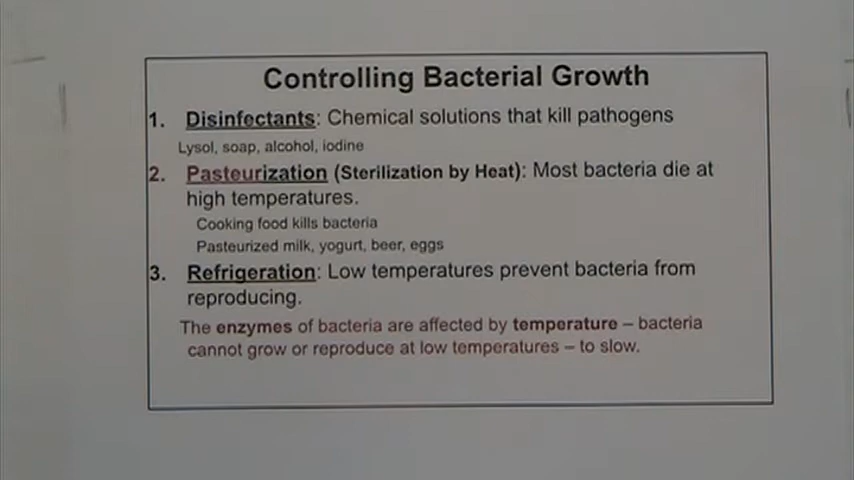 Controlling Bacterial Growth
1. Disinfectants: Chemical solutions that kill pathogens
Lysol, soap, alcohol, iodine
2. Pasteurization (Sterilization by Heat): Most bacteria die at
high temperatures.
Cooking food kills bacteria
Pasteurized milk, yogurt, beer, eggs
3. Refrigeration: Low temperatures prevent bacteria from
reproducing.
The enzymes of bacteria are affected by temperature – bacteria
cannot grow or reproduce at low temperatures – to slow.